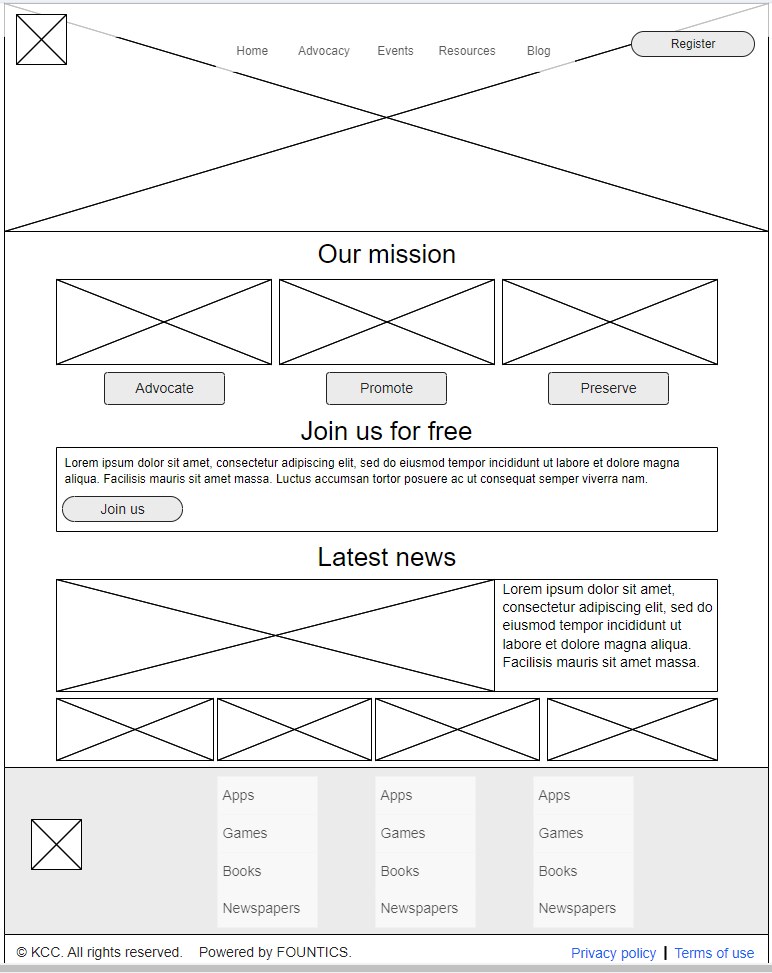 Home Advocacy Events Resources Blog Register
Our mission
Advocate Promote Preserve
Join us for free
Lorem ipsum dolor sit amet, consectetur adipiscing elit, sed do eiusmod tempor incididunt ut labore et dolore magna
aliqua. Facilisis mauris sit amet massa. Luctus accumsan tortor posuere ac ut consequat semper viverra nam.
Join us
Latest news
Lorem ipsum dolor sit amet,
consectetur adipiscing elit, sed do
eiusmod tempor incididunt ut
labore et dolore magna aliqua.
Facilisis mauris sit amet massa.
Apps Apps Apps
Games Games Games
Books Books Books
Newspapers Newspapers Newspapers
© KCC. All rights reserved. Powered by FOUNTICS. Privacy policy | Terms of use